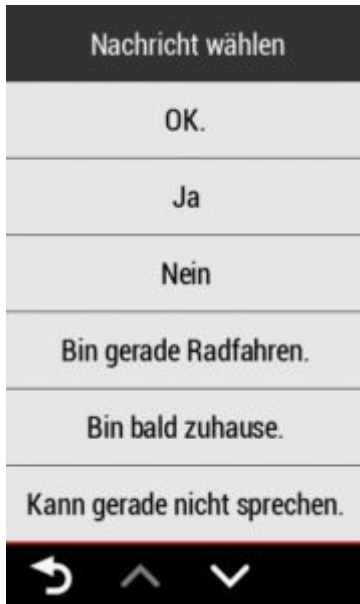 Nachricht wählen
OK.
Ja
Nein
Bin gerade Radfahren.
Bin bald zuhause.
Kann gerade nicht sprechen.